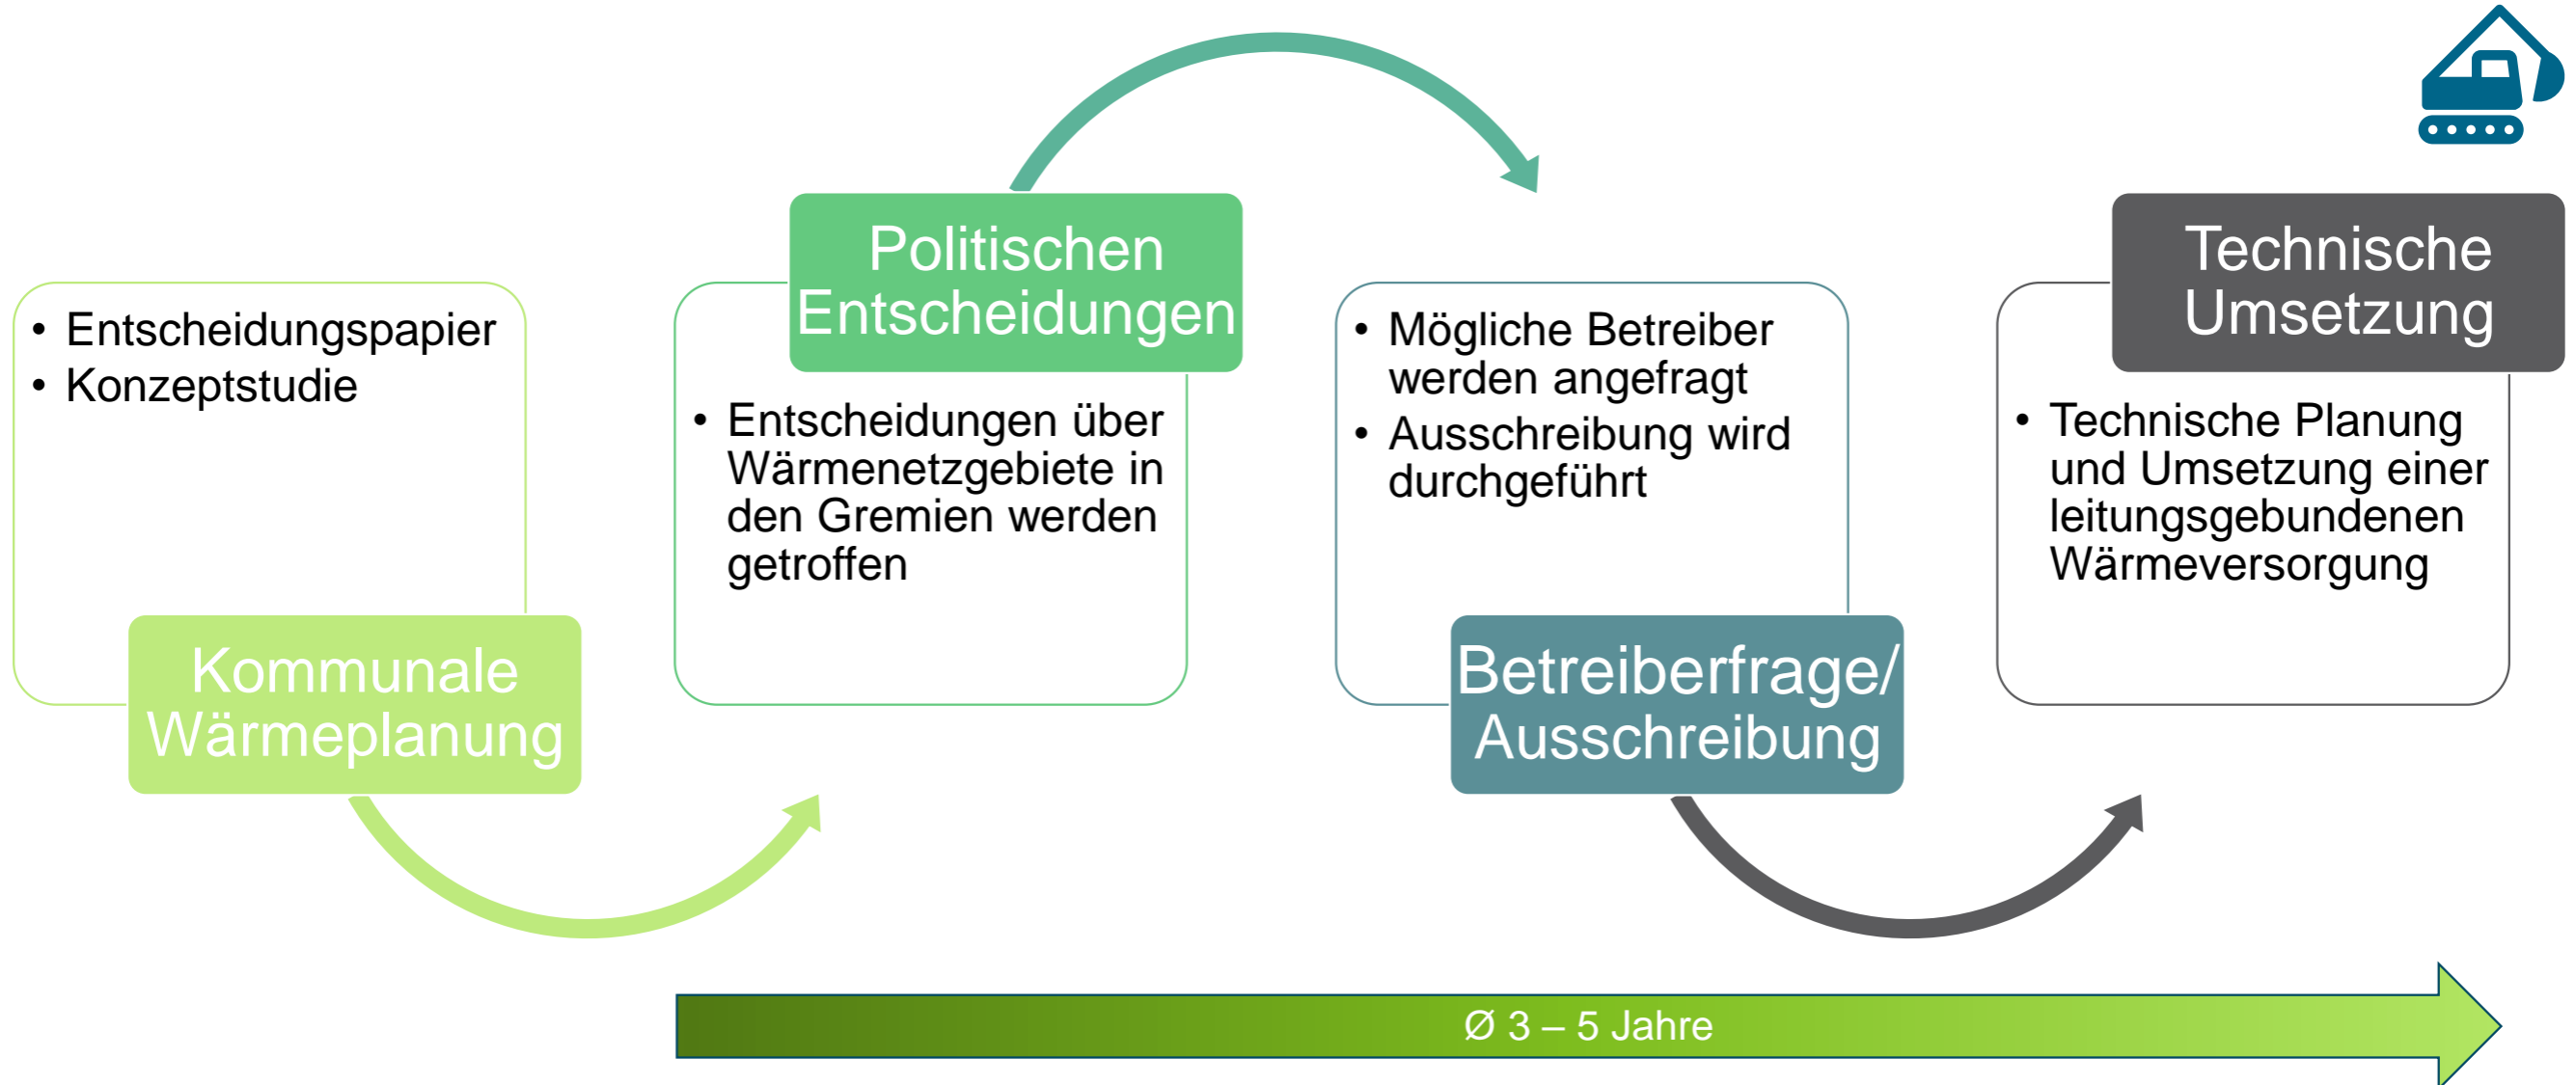 • Entscheidungspapier
• Konzeptstudie
Kommunale
Wärmeplanung
Politischen
Entscheidungen
• Entscheidungen über
Wärmenetzgebiete in
den Gremien werden
getroffen
• Mögliche Betreiber
werden angefragt
• Ausschreibung wird
durchgeführt
Betreiberfrage/
Ausschreibung
Technische
Umsetzung
• Technische Planung
und Umsetzung einer
leitungsgebundenen
Wärmeversorgung
Ø 3 – 5 Jahre